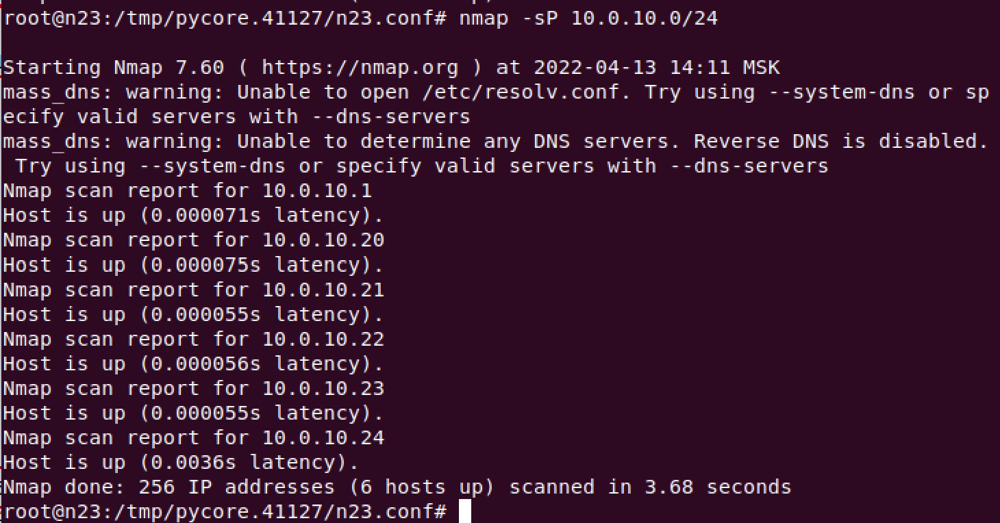 root@n23:/tmp/pycore.41127/n23.conf# nmap -sP 10.0.10.0/24
Starting Nmap 7.60 ( https://nmap.org ) at 2022-04-13 14:11 MSK
mass_dns: warning: Unable to open /etc/resolv.conf. Try using --system-dns or sp
ecify valid servers with --dns-servers
mass_dns: warning: Unable to determine any DNS servers. Reverse DNS is disabled.
 Try using --system-dns or specify valid servers with --dns-servers
Nmap scan report for 10.0.10.1
Host is up (0.000071s latency).
Nmap scan report for 10.0.10.20
Host is up (0.000075s latency).
Nmap scan report for 10.0.10.21
Host is up (0.000055s latency).
Nmap scan report for 10.0.10.22
Host is up (0.000056s latency).
Nmap scan report for 10.0.10.23
Host is up (0.000055s latency).
Nmap scan report for 10.0.10.24
Host is up (0.0036s latency).
Nmap done: 256 IP addresses (6 hosts up) scanned in 3.68 seconds
root@n23:/tmp/pycore.41127/n23.conf#